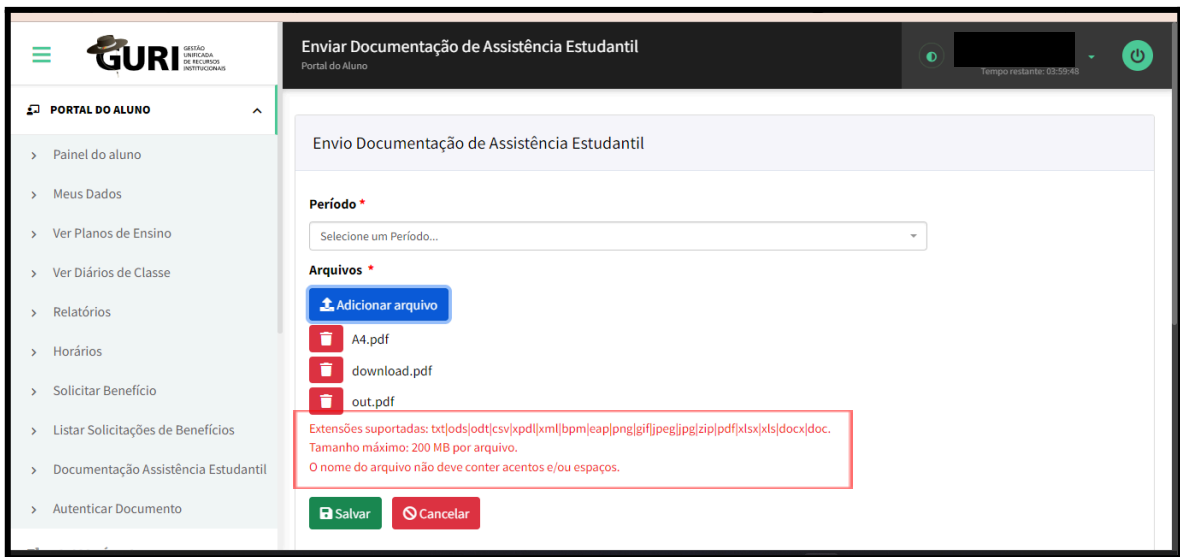 GURI
GESTÃO
UNIFICADA
DE RECURSOS
INSTITUCIONAIS
Enviar Documentação de Assistência Estudantil
Portal do Aluno
Tempo restante: 03:59:48
PORTAL DO ALUNO
Painel do aluno
Meus Dados
Ver Planos de Ensino
Ver Diários de Classe
Relatórios
Horários
Solicitar Benefício
Listar Solicitações de Benefícios
Documentação Assistência Estudantil
Autenticar Documento
Envio Documentação de Assistência Estudantil
Período *
Selecione um Período...
Arquivos *
Adicionar arquivo
A4.pdf
download.pdf
out.pdf
Extensões suportadas: txt|ods|odt|csv|xpdl|xml|bpm|eap|png|gif|jpeg|jpg|zip|pdf|xlsx|xls|docx|doc.
Tamanho máximo: 200 MB por arquivo.
O nome do arquivo não deve conter acentos e/ou espaços.
Salvar
Cancelar